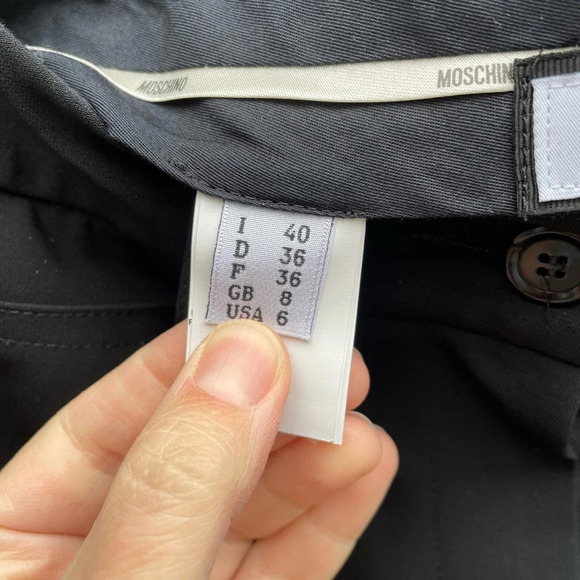 MOSCHINO
MOSCHINO
I 40
D 36
F 36
GB 8
USA 6